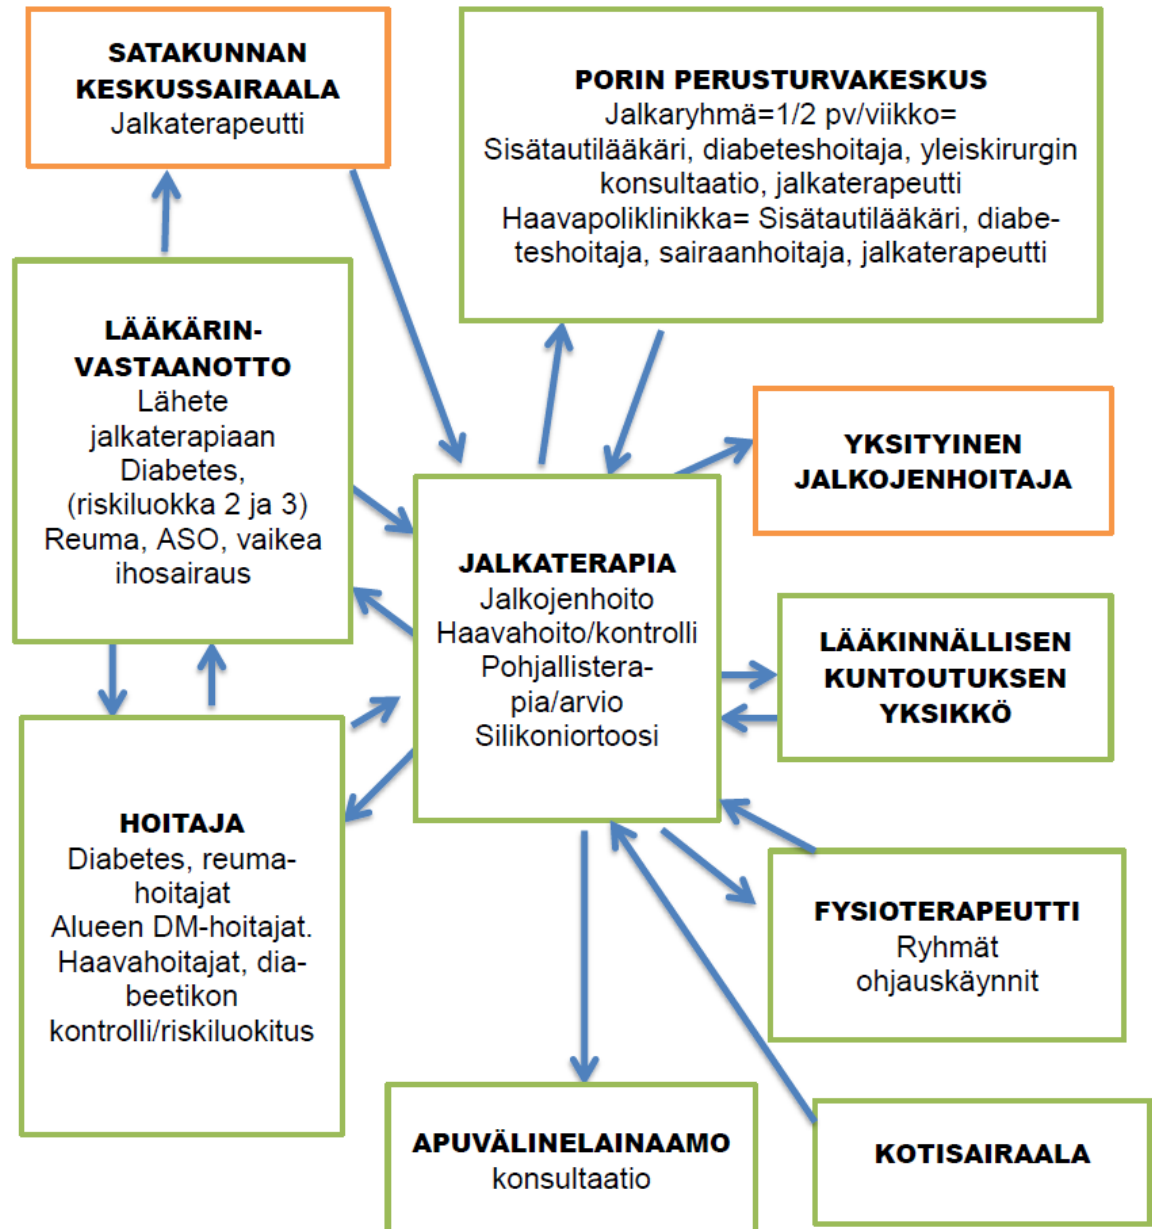 SATAKUNNAN
KESKUSSAIRAALA
Jalkaterapeutti
PORIN PERUSTURVAKESKUS
Jalkaryhmä=1/2 pv/viikko=
Sisätautilääkäri, diabeteshoitaja, yleiskirurgin
konsultaatio, jalkaterapeutti
Haavapoliklinikka= Sisätautilääkäri, diabe-
teshoitaja, sairaanhoitaja, jalkaterapeutti
LÄÄKÄRIN-
VASTAANOTTO
Lähete
jalkaterapiaan
Diabetes,
(riskiluokka 2 ja 3)
Reuma, ASO, vaikea
ihosairaus
YKSITYINEN
JALKOJENHOITAJA
JALKATERAPIA
Jalkojenhoito
Haavahoito/kontrolli
Pohjallistera-
pia/arvio
Silikoniortoosi
LÄÄKINNÄLLISEN
KUNTOUTUKSEN
YKSIKKÖ
HOITAJA
Diabetes, reuma-
hoitajat
Alueen DM-hoitajat.
Haavahoitajat, dia-
beetikon
kontrolli/riskiluokitus
FYSIOTERAPEUTTI
Ryhmät
ohjauskäynnit
APUVÄLINELAINAAMO
konsultaatio
KOTISAIRAALA